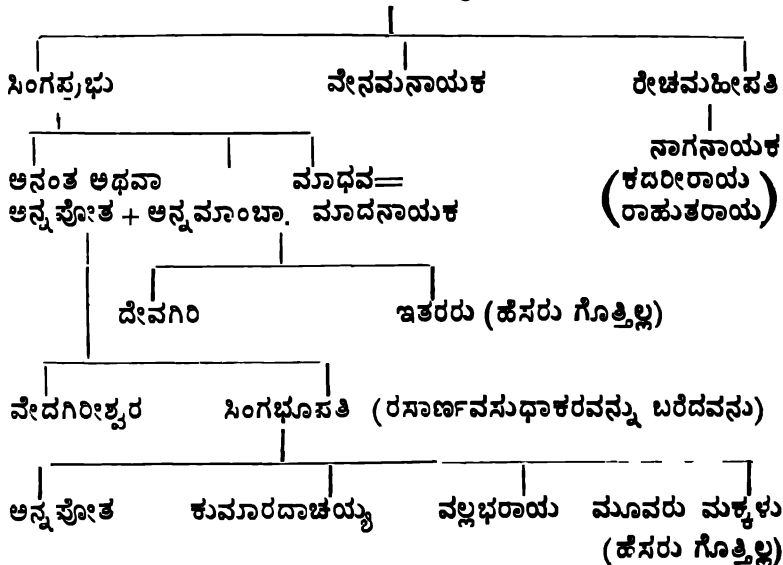 ಸಿಂಗಪ್ರಭು ವೇನಮನಾಯಕ ರೇಚಮಹೀಪತಿ
ನಾಗನಾಯಕ
ಅನಂತ ಅಥವಾ ಮಾಧವ= (ಕದರೀರಾಯ
ಅನ್ನಪೋತ + ಅನ್ನಮಾಂಬಾ. ಮಾದನಾಯಕ ರಾಹುತರಾಯ)
ದೇವಗಿರಿ ಇತರರು (ಹೆಸರು ಗೊತ್ತಿಲ್ಲ)
ವೇದಗಿರೀಶ್ವರ ಸಿಂಗಭೂಪತಿ (ರಸಾರ್ಣವಸುಧಾಕರವನ್ನು ಬರೆದವನು)
ಅನ್ನಪೋತ ಕುಮಾರದಾಚಯ್ಯ ವಲ್ಲಭರಾಯ ಮೂವರು ಮಕ್ಕಳು
(ಹೆಸರು ಗೊತ್ತಿಲ್ಲ)